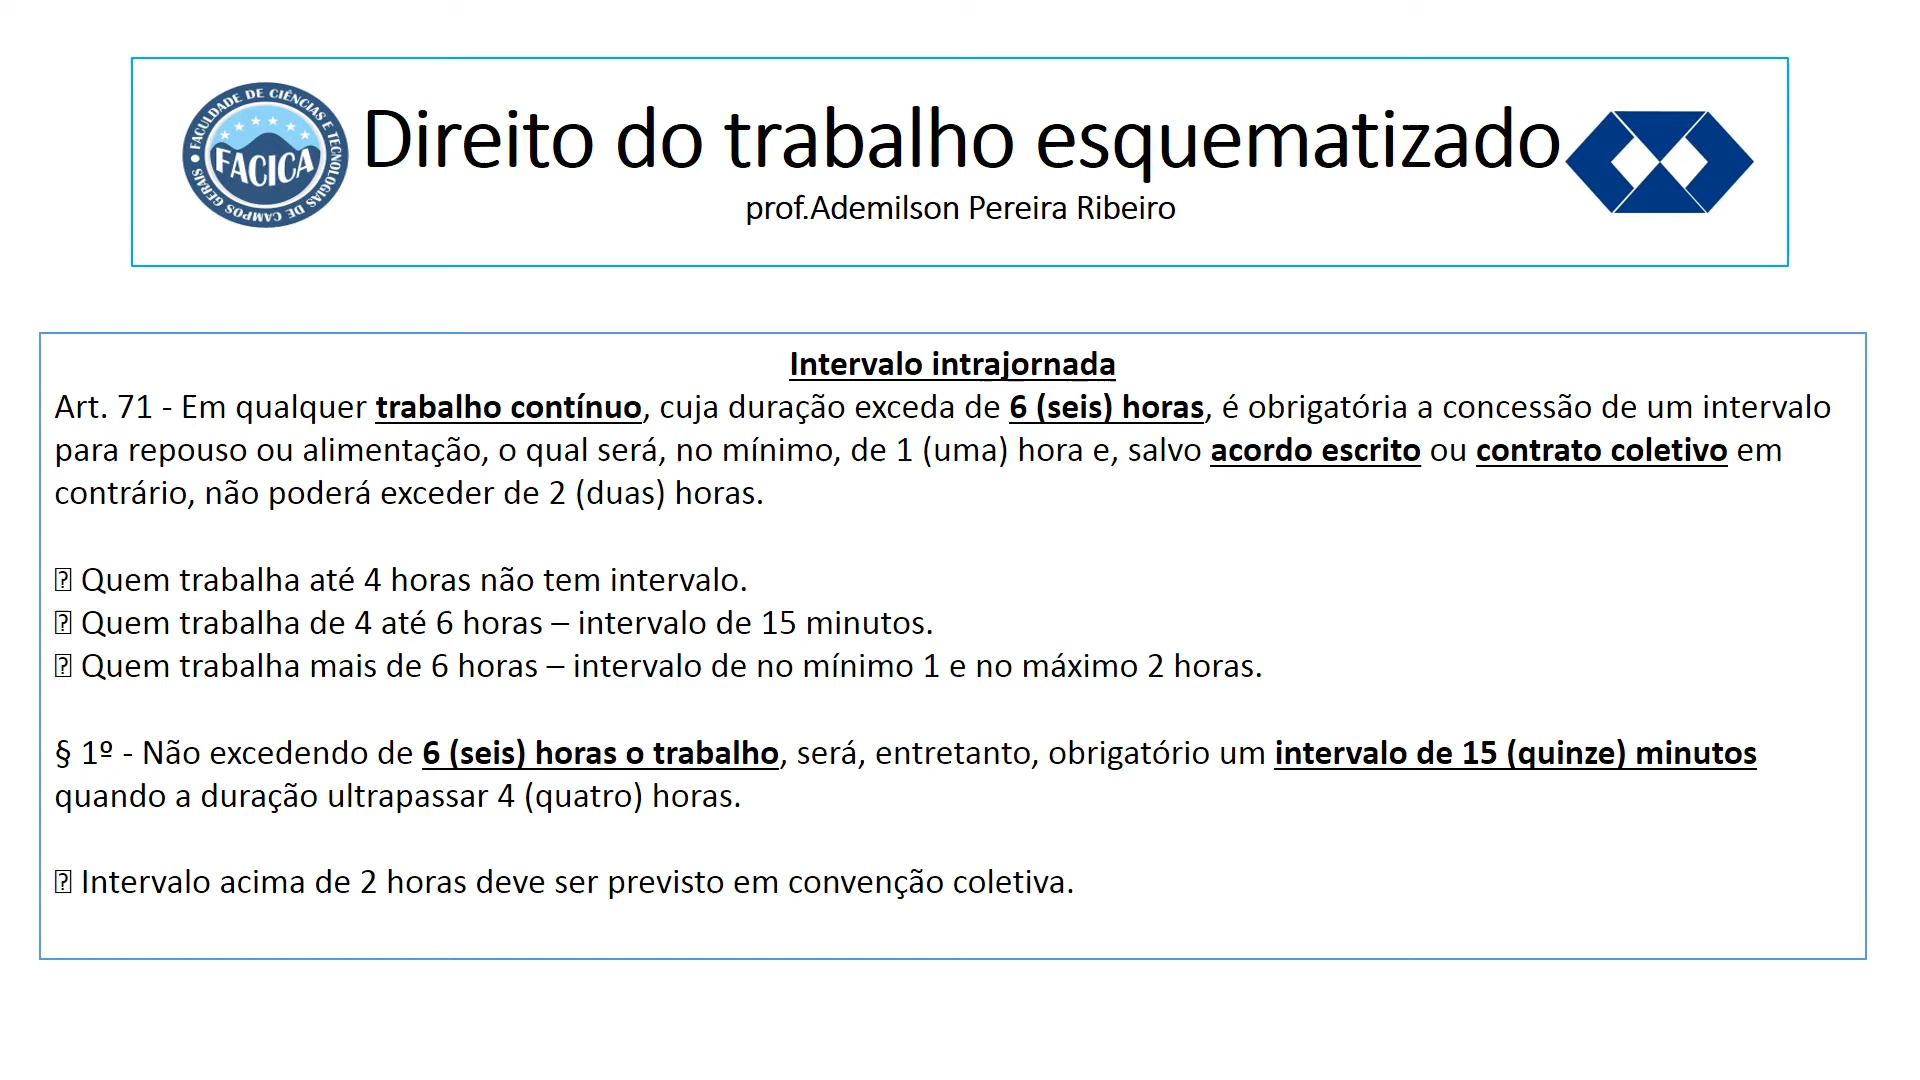 FACULDADE DE CIÊNCIAS E TECNOLOGIAS DE CAMPOS GERAIS
FACICA
Direito do trabalho esquematizado
prof.Ademilson Pereira Ribeiro
Intervalo intrajornada
Art. 71 - Em qualquer trabalho contínuo, cuja duração exceda de 6 (seis) horas, é obrigatória a concessão de um intervalo
para repouso ou alimentação, o qual será, no mínimo, de 1 (uma) hora e, salvo acordo escrito ou contrato coletivo em
contrário, não poderá exceder de 2 (duas) horas.
Quem trabalha até 4 horas não tem intervalo.
Quem trabalha de 4 até 6 horas – intervalo de 15 minutos.
Quem trabalha mais de 6 horas – intervalo de no mínimo 1 e no máximo 2 horas.
§ 1º - Não excedendo de 6 (seis) horas o trabalho, será, entretanto, obrigatório um intervalo de 15 (quinze) minutos
quando a duração ultrapassar 4 (quatro) horas.
Intervalo acima de 2 horas deve ser previsto em convenção coletiva.